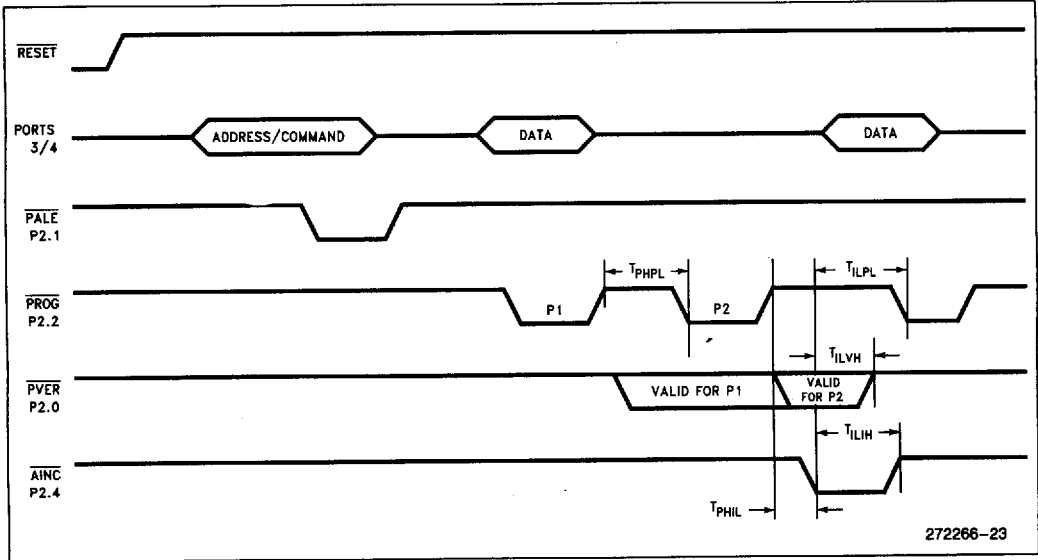 RESET
PORTS
3/4
ADDRESS/COMMAND
DATA
DATA
PALE
P2.1
PROG
P2.2
P1
TPHPL
P2
TILPL
TILVH
PVER
P2.0
VALID FOR P1
VALID
FOR P2
TILIH
AINC
P2.4
TPHIL
272266-23